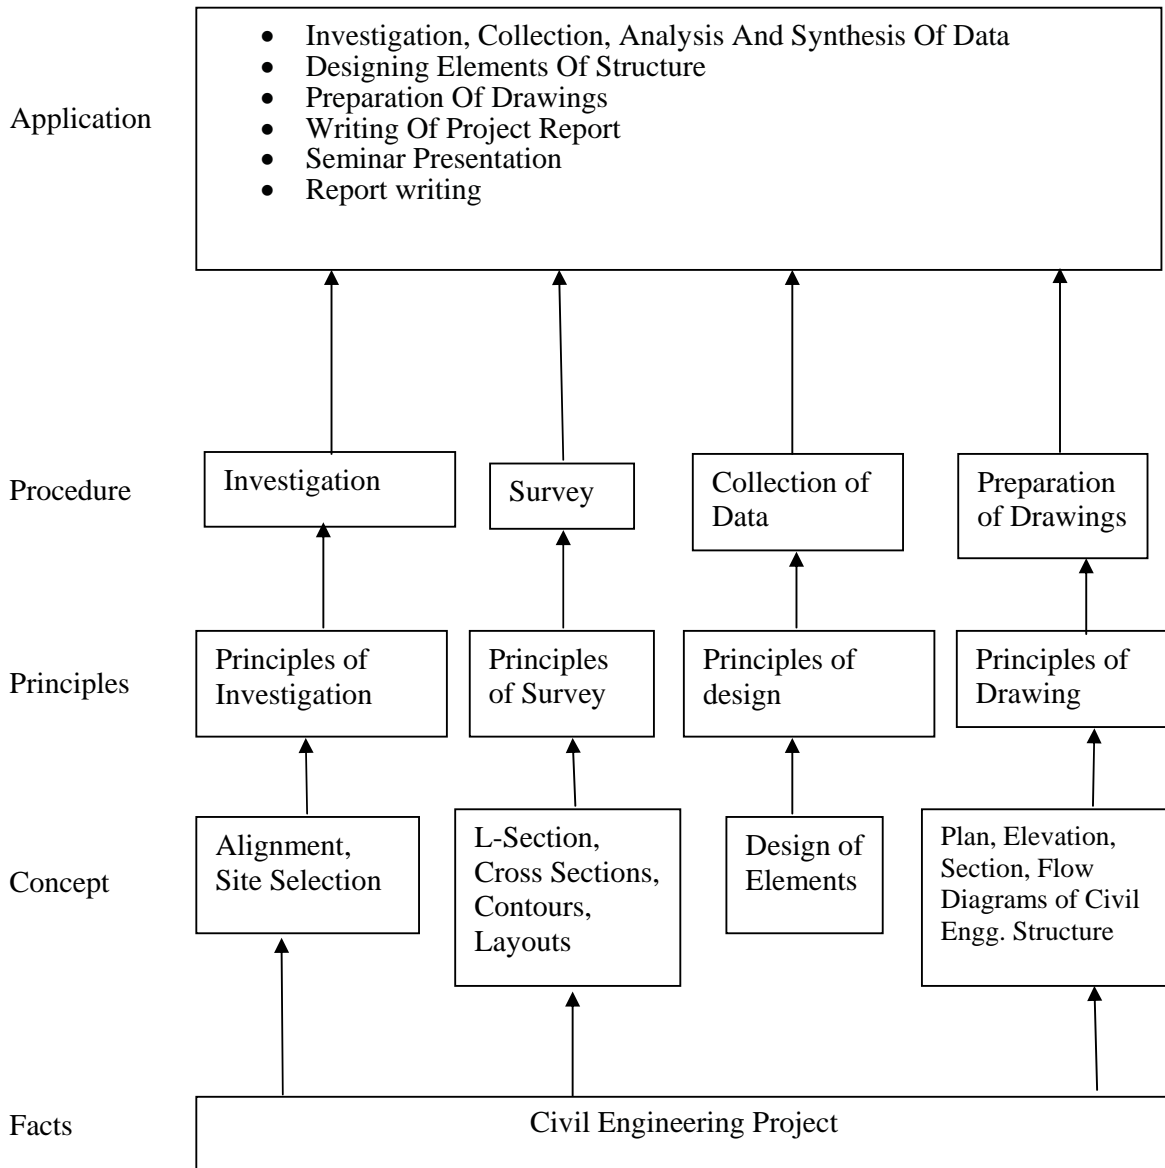 Application
• Investigation, Collection, Analysis And Synthesis Of Data
• Designing Elements Of Structure
• Preparation Of Drawings
• Writing Of Project Report
• Seminar Presentation
• Report writing
Procedure
Investigation
Survey
Collection of
Data
Preparation
of Drawings
Principles
Principles of
Investigation
Principles
of Survey
Principles of
design
Principles of
Drawing
Concept
Alignment,
Site Selection
L-Section,
Cross Sections,
Contours,
Layouts
Design of
Elements
Plan, Elevation,
Section, Flow
Diagrams of Civil
Engg. Structure
Facts
Civil Engineering Project